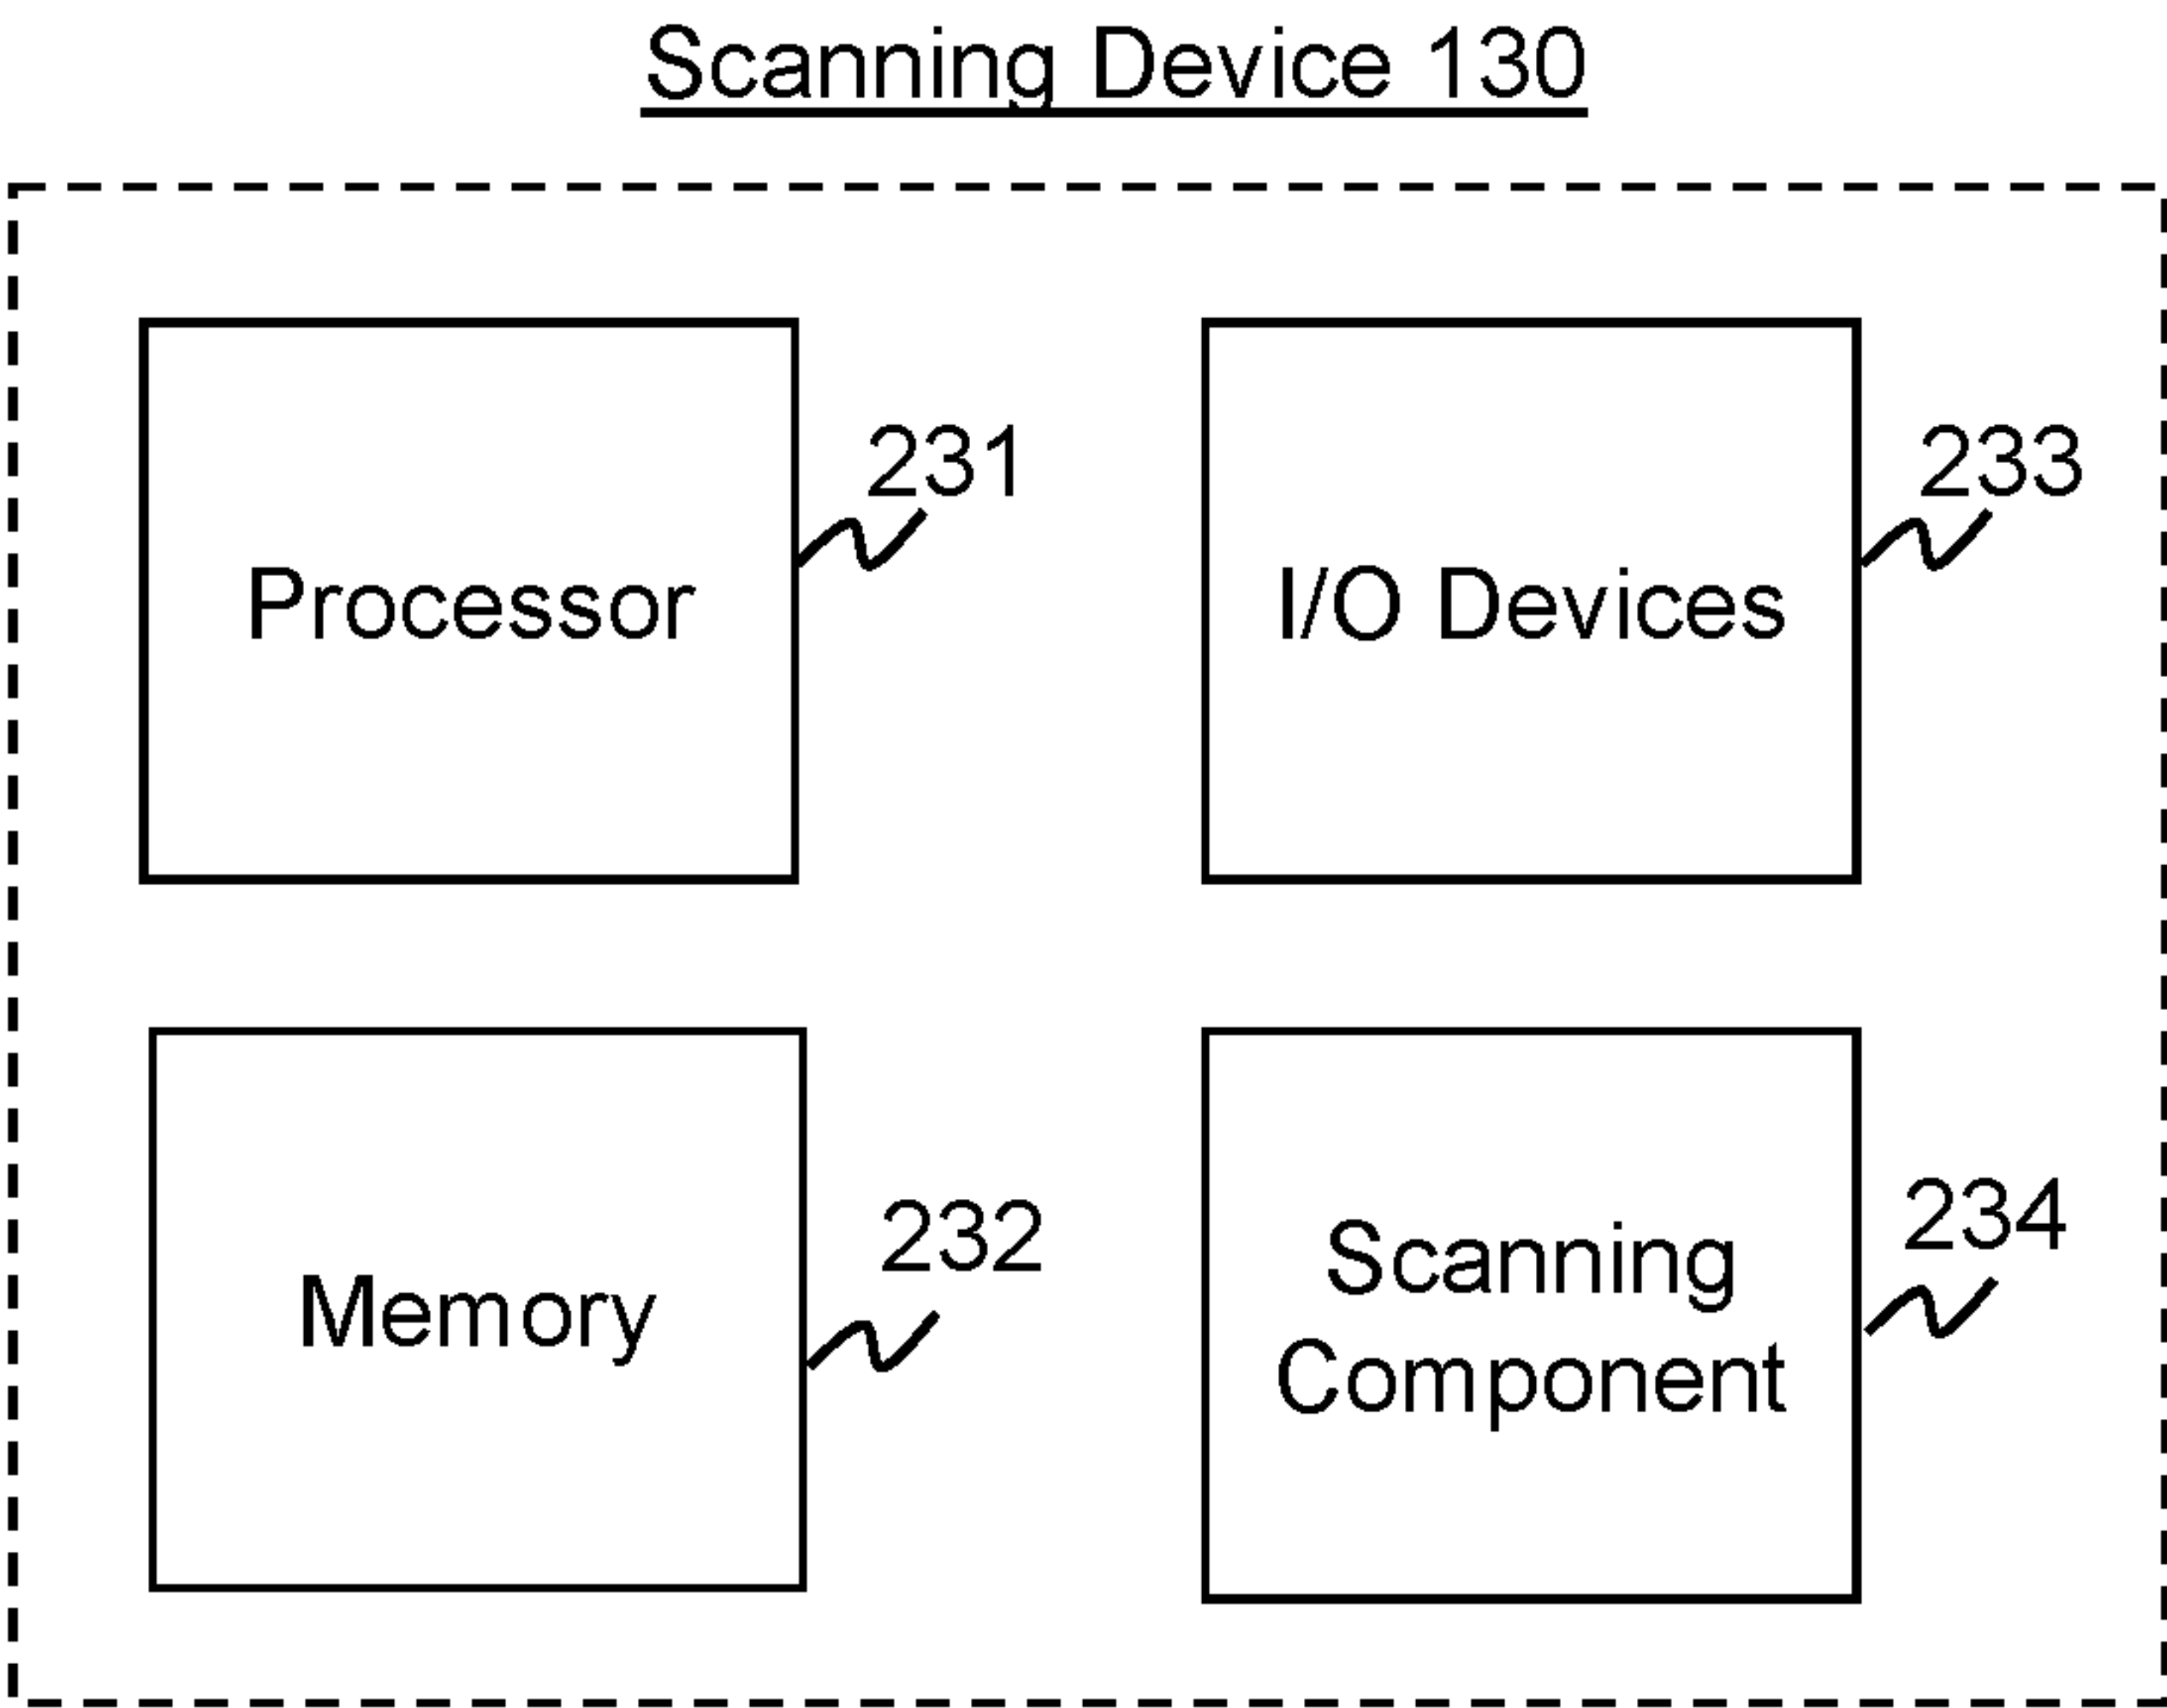 Scanning Device 130
231
Processor
233
I/O Devices
232
Memory
234
Scanning
Component